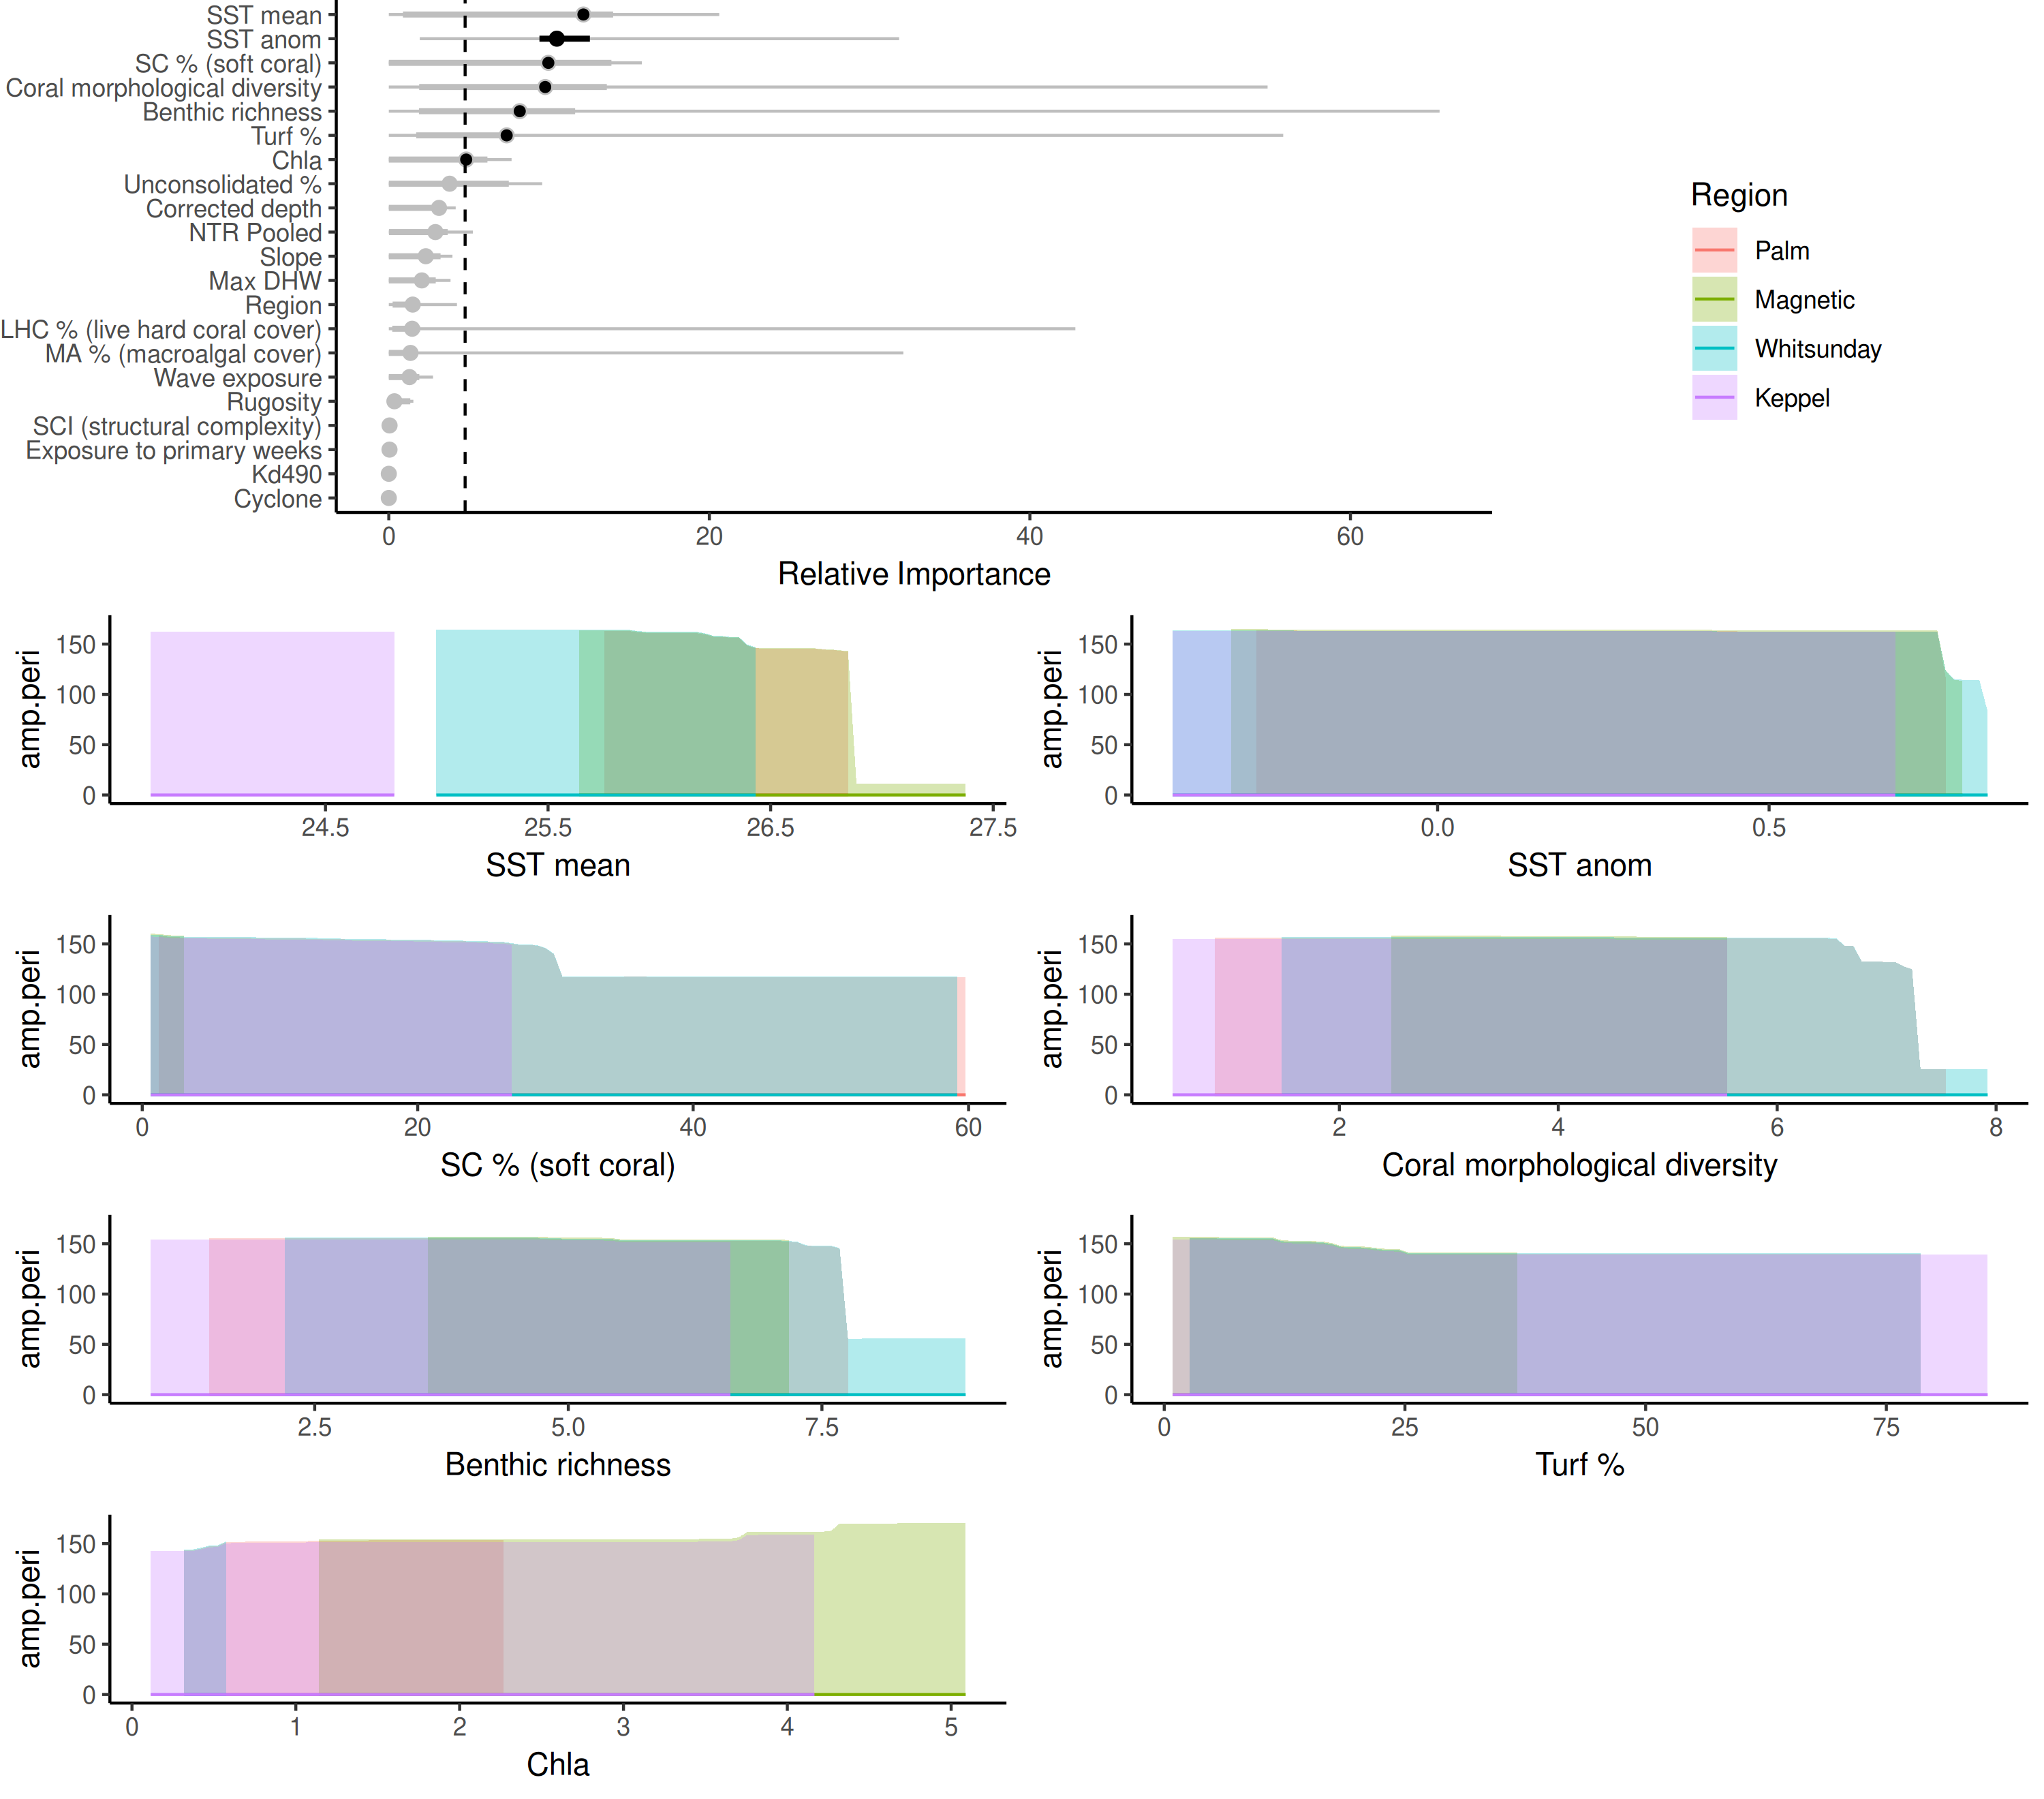 SST mean
SST anom
SC % (soft coral)
Coral morphological diversity
Benthic richness
Turf %
Chla
Unconsolidated %
Corrected depth
NTR Pooled
Slope
Max DHW
Region
LHC % (live hard coral cover)
MA % (macroalgal cover)
Wave exposure
Rugosity
SCI (structural complexity)
Exposure to primary weeks
Kd490
Cyclone
0 20 40 60
Relative Importance
Region
Palm
Magnetic
Whitsunday
Keppel
amp.peri
150
100
50
0
24.5 25.5 26.5 27.5
SST mean
amp.peri
150
100
50
0
0.0 0.5
SST anom
amp.peri
150
100
50
0
0 20 40 60
SC % (soft coral)
amp.peri
150
100
50
0
2 4 6 8
Coral morphological diversity
amp.peri
150
100
50
0
2.5 5.0 7.5
Benthic richness
amp.peri
150
100
50
0
0 25 50 75
Turf %
amp.peri
150
100
50
0
0 1 2 3 4 5
Chla